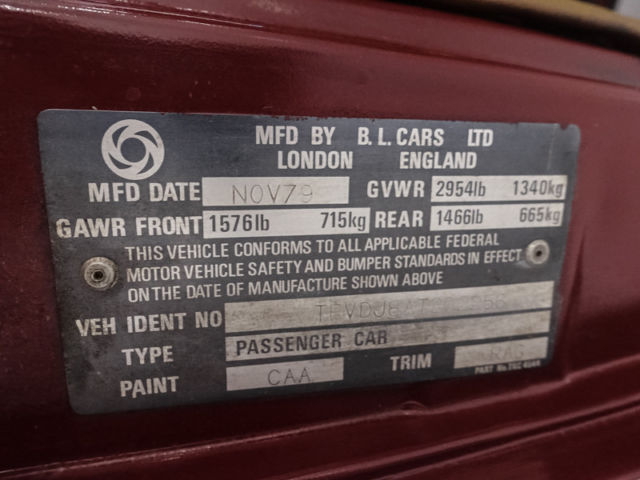 MFD BY B.L.CARS LTD
LONDON ENGLAND
MFD DATE NOV79 GVWR 2954lb 1340kg
GAWR FRONT 1576lb 715kg REAR 1466lb 665kg
THIS VEHICLE CONFORMS TO ALL APPLICABLE FEDERAL
MOTOR VEHICLE SAFETY AND BUMPER STANDARDS IN EFFECT
ON THE DATE OF MANUFACTURE SHOWN ABOVE
VEH IDENT NO
TYPE PASSENGER CAR
PAINT CAA TRIM
PART No.